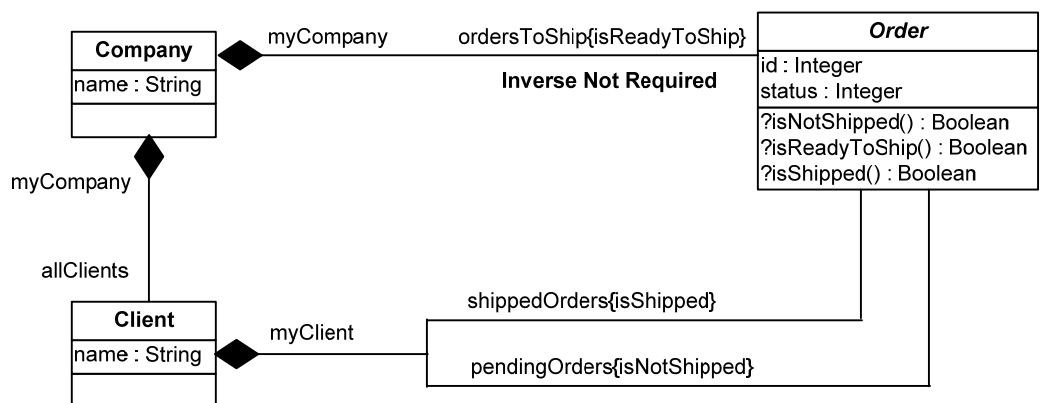 Company
name : String
myCompany
ordersToShip{isReadyToShip}
Inverse Not Required
Order
id : Integer
status : Integer
?isNotShipped() : Boolean
?isReadyToShip() : Boolean
?isShipped() : Boolean
myCompany
allClients
Client
name : String
myClient
shippedOrders{isShipped}
pendingOrders{isNotShipped}